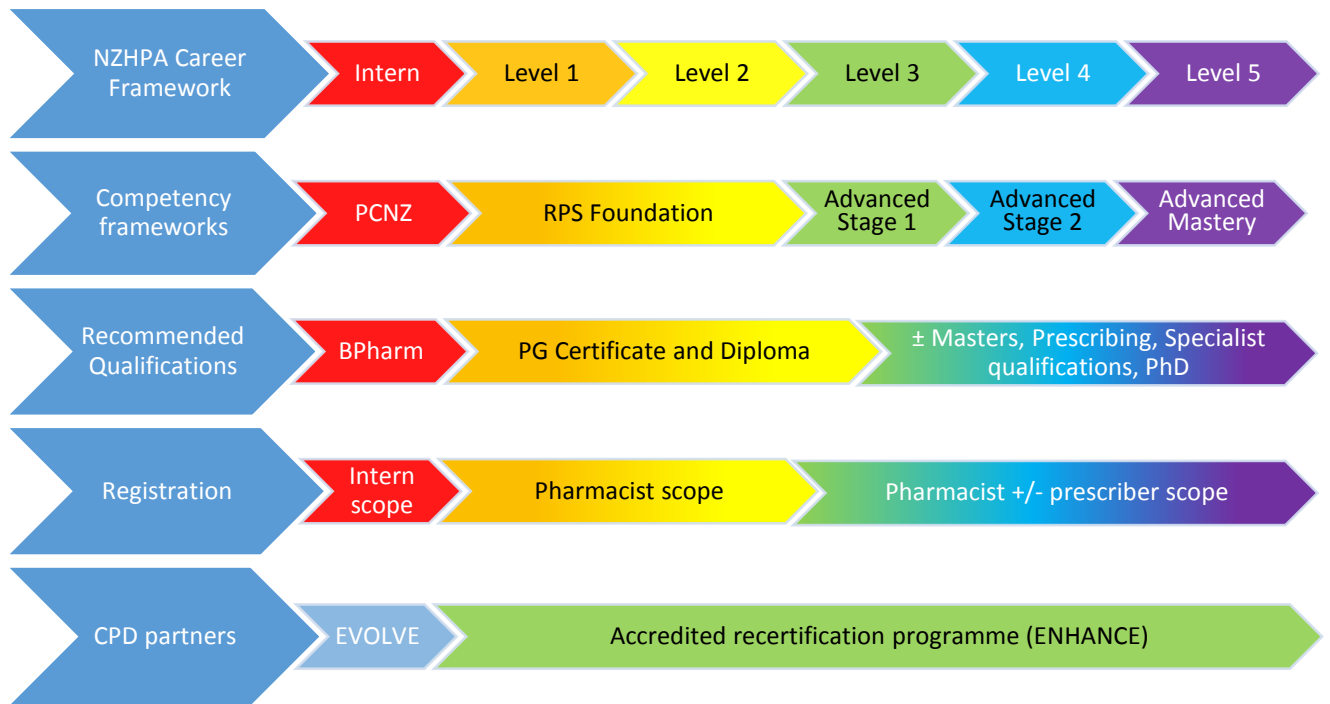 NZHPA Career
Framework
Intern
Level 1
Level 2
Level 3
Level 4
Level 5
Competency
frameworks
PCNZ
RPS Foundation
Advanced
Stage 1
Advanced
Stage 2
Advanced
Mastery
Recommended
Qualifications
BPharm
PG Certificate and Diploma
± Masters, Prescribing, Specialist
qualifications, PhD
Registration
Intern
scope
Pharmacist scope
Pharmacist +/- prescriber scope
CPD partners
EVOLVE
Accredited recertification programme (ENHANCE)